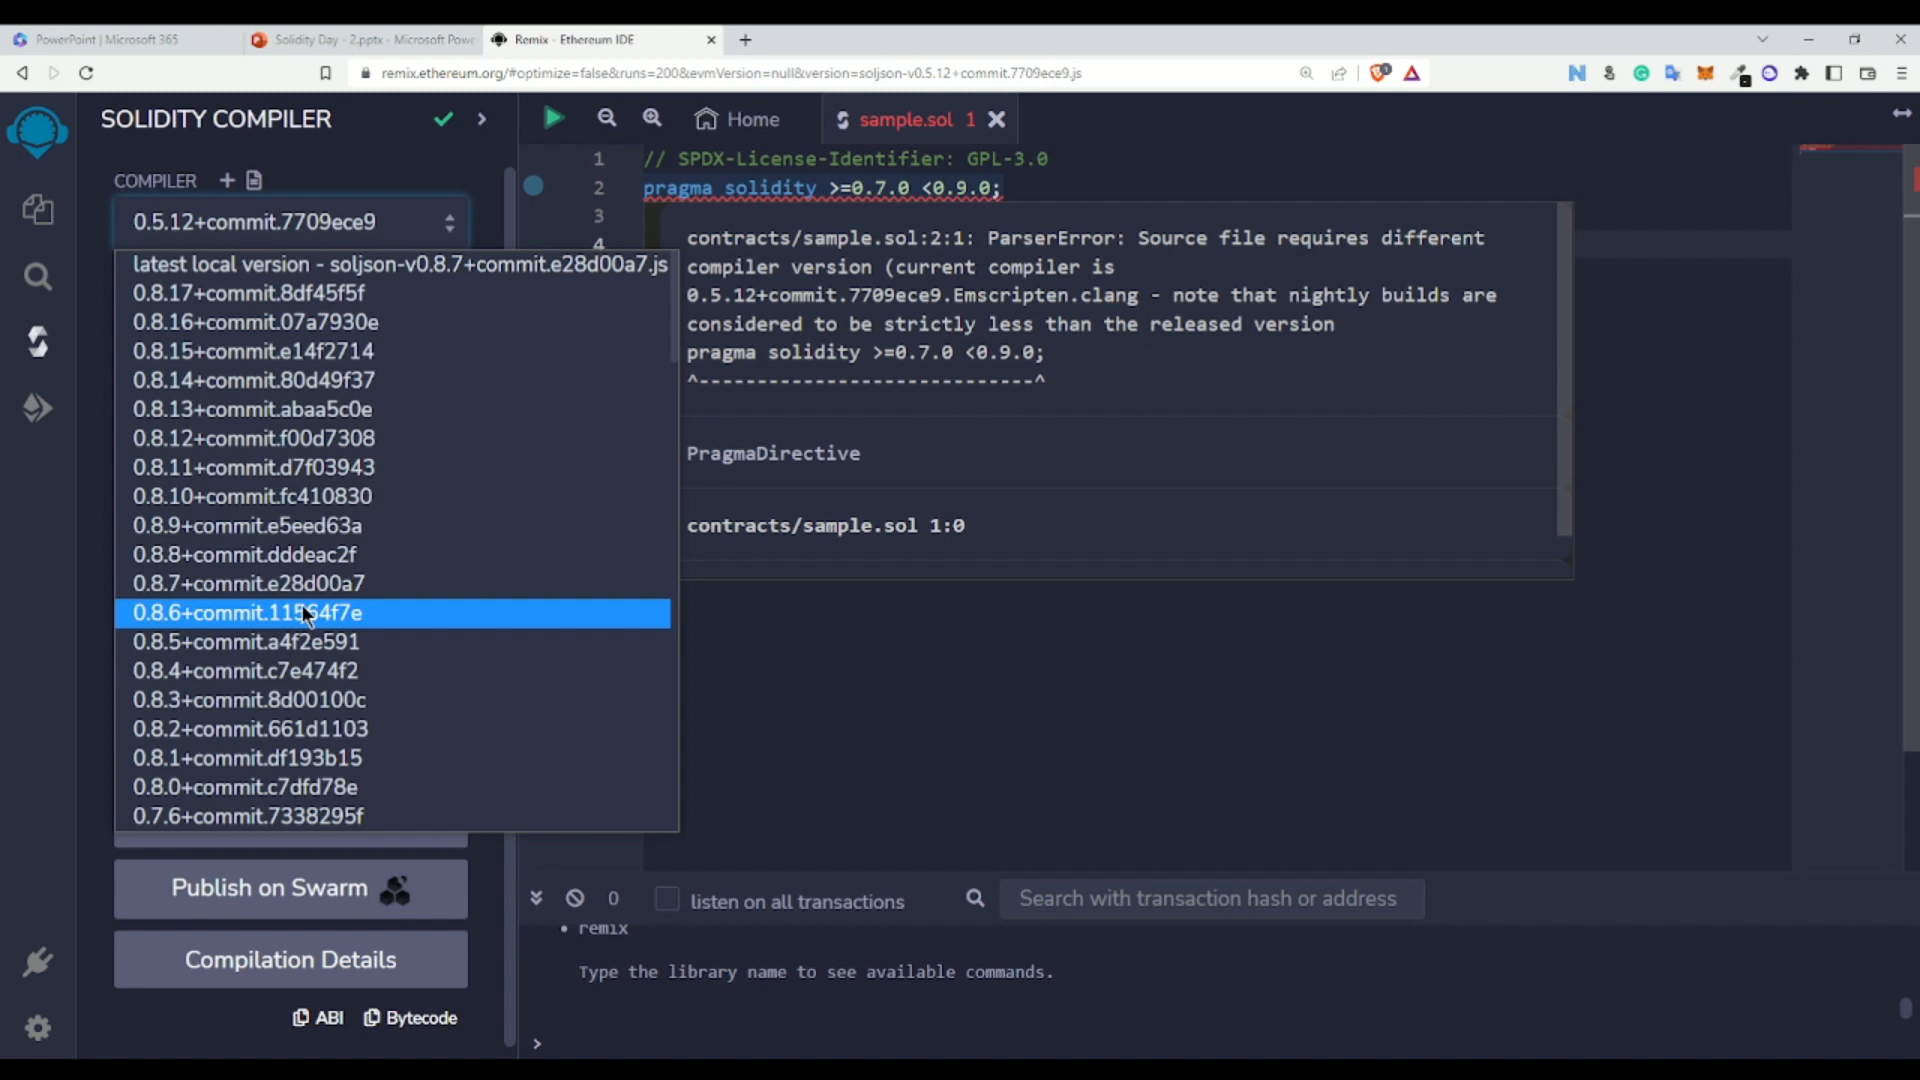 PowerPoint | Microsoft 365
Solidity Day - 2.pptx - Microsoft Powe
Remix - Ethereum IDE
remix.ethereum.org/#optimize=false&runs=200&evmVersion=null&version=soljson-v0.5.12+commit.7709ece9.js
SOLIDITY COMPILER
Home
sample.sol 1
COMPILER
0.5.12+commit.7709ece9
latest local version - soljson-v0.8.7+commit.e28d00a7.js
0.8.17+commit.8df45f5f
0.8.16+commit.07a7930e
0.8.15+commit.e14f2714
0.8.14+commit.80d49f37
0.8.13+commit.abaa5c0e
0.8.12+commit.f00d7308
0.8.11+commit.d7f03943
0.8.10+commit.fc410830
0.8.9+commit.e5eed63a
0.8.8+commit.dddeac2f
0.8.7+commit.e28d00a7
0.8.6+commit.11564f7e
0.8.5+commit.a4f2e591
0.8.4+commit.c7e474f2
0.8.3+commit.8d00100c
0.8.2+commit.661d1103
0.8.1+commit.df193b15
0.8.0+commit.c7dfd78e
0.7.6+commit.7338295f
Publish on Swarm
Compilation Details
ABI
Bytecode
1 // SPDX-License-Identifier: GPL-3.0
2 pragma solidity >=0.7.0 <0.9.0;
3
4
contracts/sample.sol:2:1: ParserError: Source file requires different
compiler version (current compiler is
0.5.12+commit.7709ece9.Emscripten.clang - note that nightly builds are
considered to be strictly less than the released version
pragma solidity >=0.7.0 <0.9.0;
^-----------------------------^
PragmaDirective
contracts/sample.sol 1:0
0
listen on all transactions
Search with transaction hash or address
• remix
Type the library name to see available commands.
>